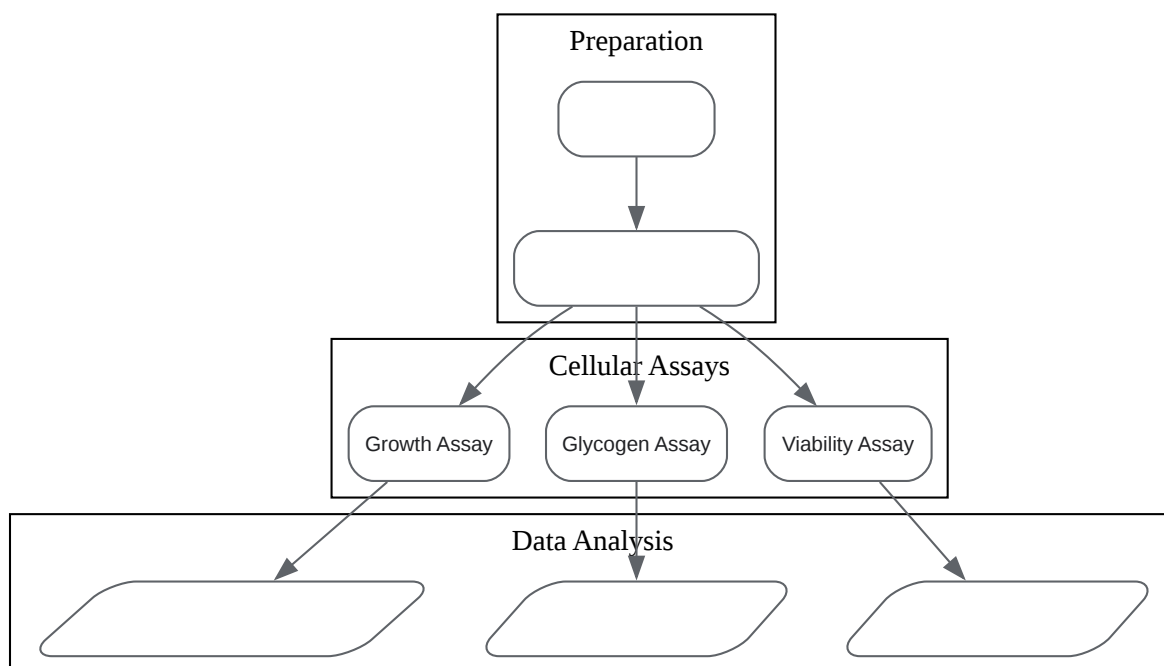 Preparation
Cellular Assays
Growth Assay
Glycogen Assay
Viability Assay
Data Analysis